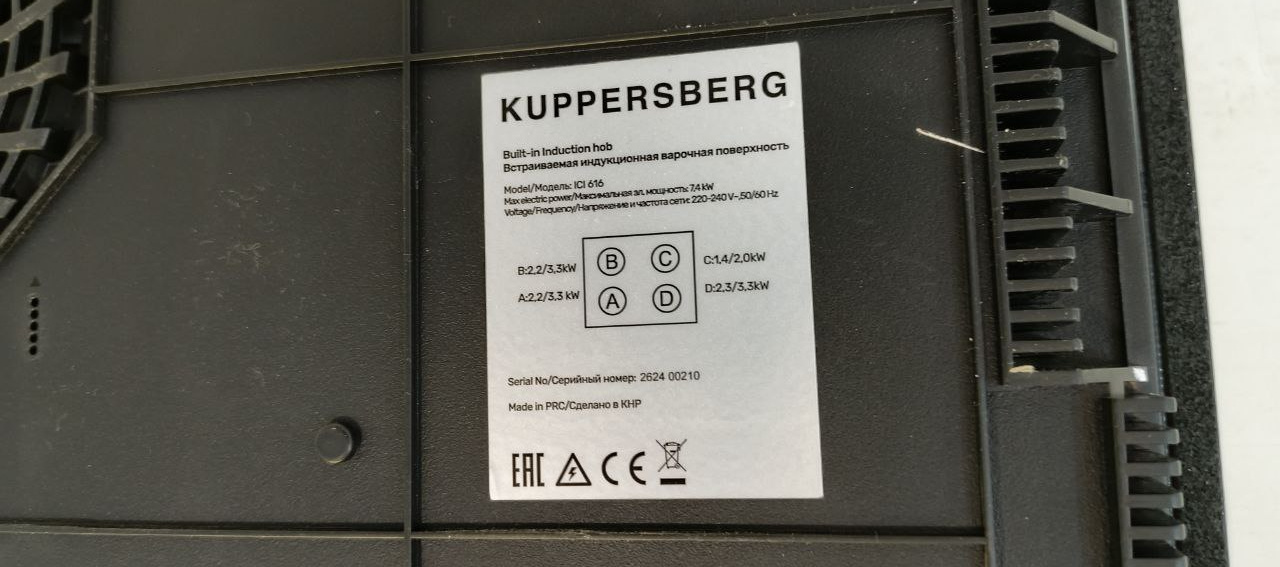 KUPPERSBERG
Built-in Induction hob
Встраиваемая индукционная варочная поверхность
Model/Модель: ICI 616
Max electric power/Максимальная эл. мощность: 7,4 kW
Voltage/Frequency/Напряжение и частота сети: 220-240 V~,50/60 Hz
B:2,2/3,3kW B C C:1,4/2,0kW
A:2,2/3,3 kW A D D:2,3/3,3kW
Serial No/Серийный номер: 2624 00210
Made in PRC/Сделано в КНР
EAC CE